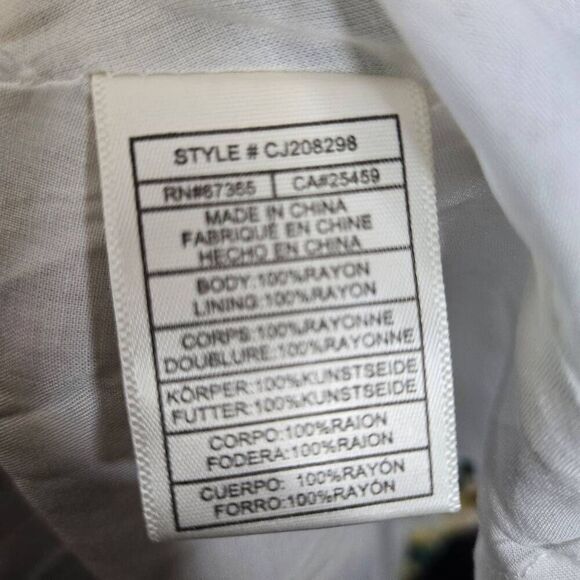 STYLE # CJ208298
RN#67365 CA#25459
MADE IN CHINA
FABRIQUE EN CHINE
HECHO EN CHINA
BODY:100%RAYON
LINING:100%RAYON
CORPS:100%RAYONNE
DOUBLURE:100%RAYONNE
KÖRPER:100%KUNSTSEIDE
FUTTER:100%KUNSTSEIDE
CORPO:100%RAION
FODERA:100%RAION
CUERPO: 100%RAYÓN
FORRO:100%RAYÓN